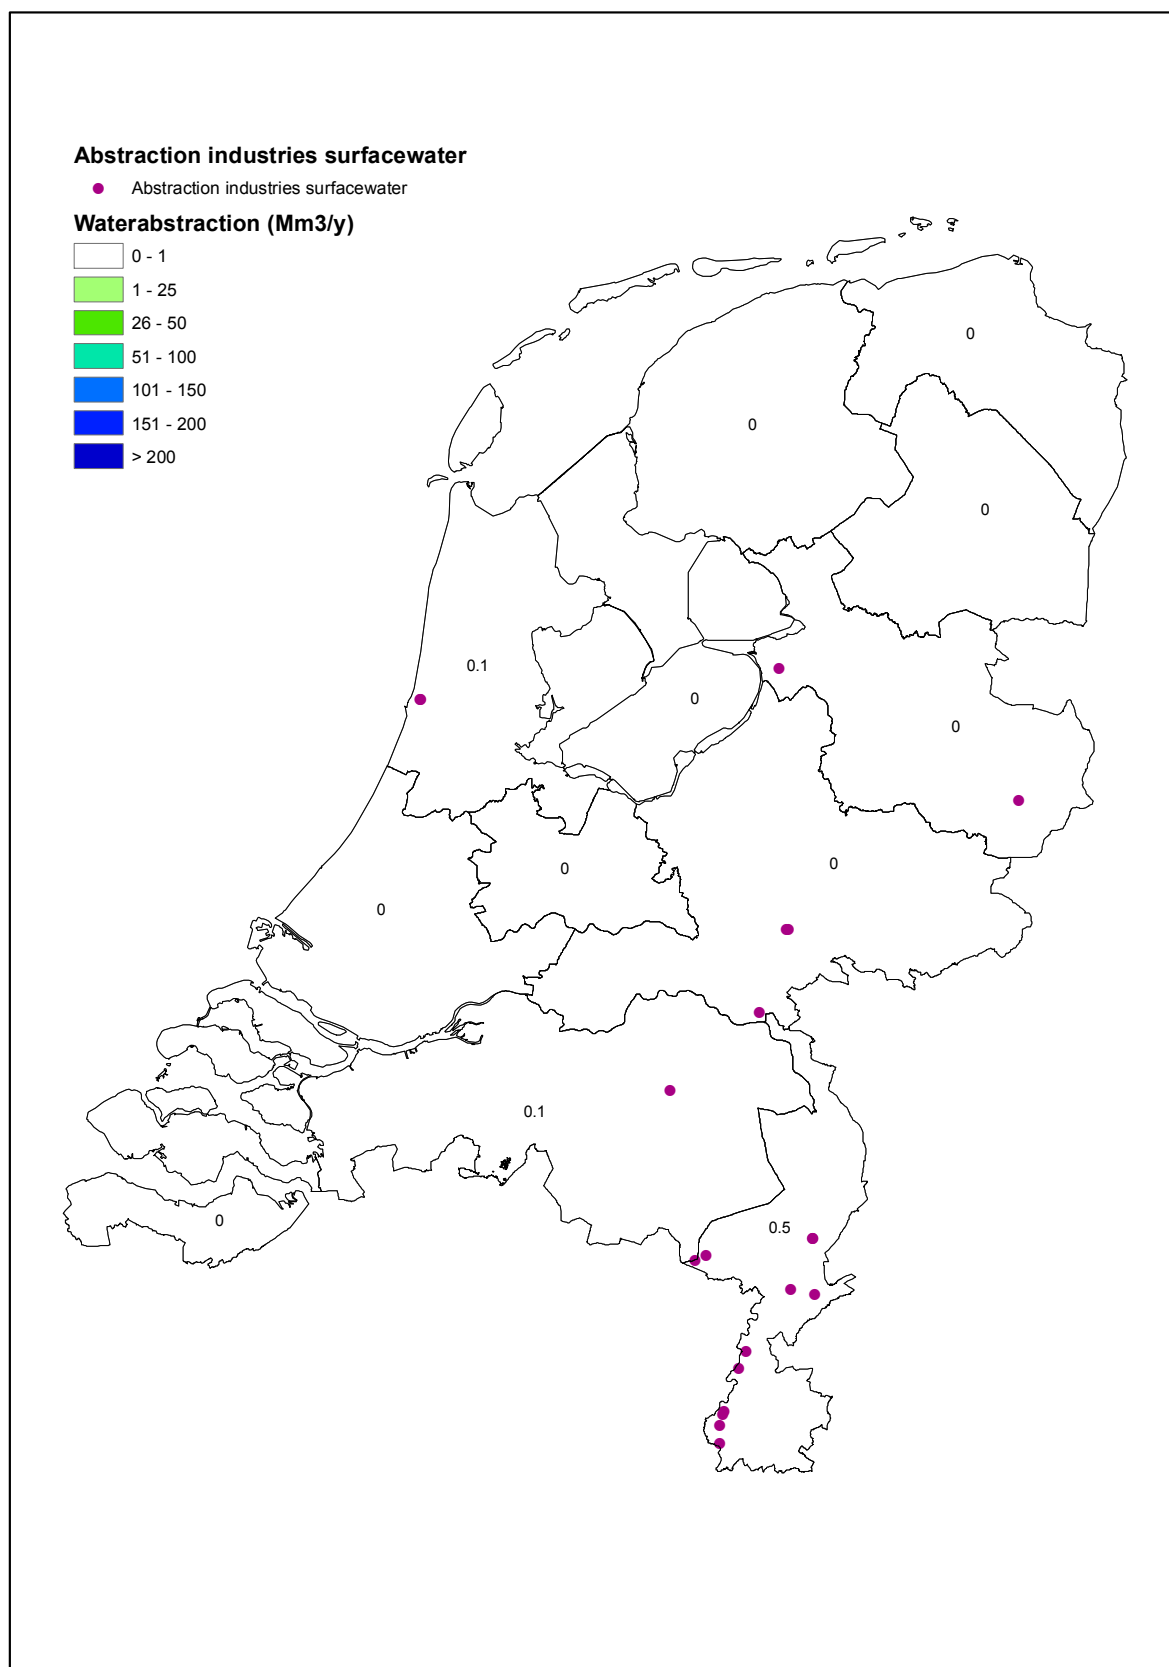 Abstraction industries surfacewater
Abstraction industries surfacewater
Waterabstraction (Mm3/y)
0 - 1
1 - 25
26 - 50
51 - 100
101 - 150
151 - 200
> 200
0
0
0
0.1
0
0
0
0
0
0.1
0
0.5